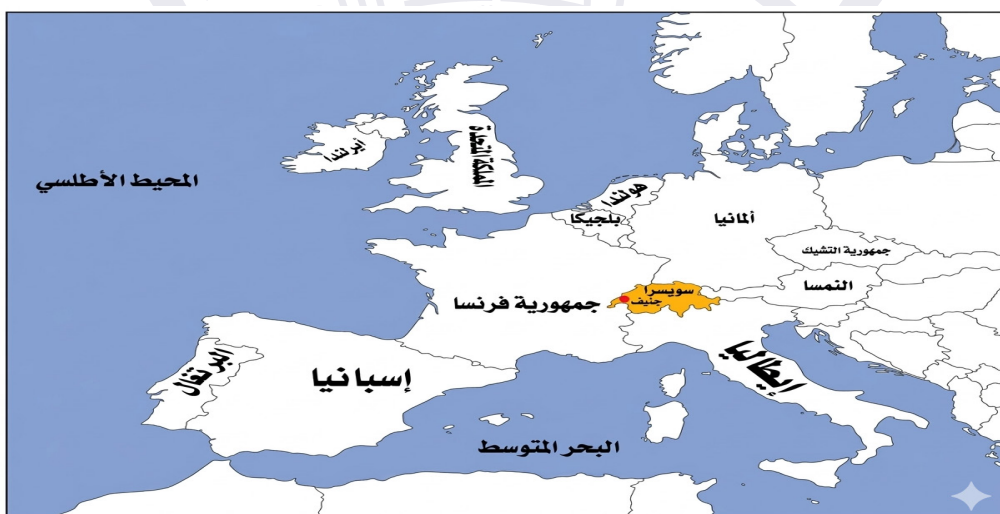 المملكة المتحدة
أيرلندا
المحيط الأطلسي
هولندا
بلجيكا
ألمانيا
جمهورية التشيك
النمسا
سويسرا
جنيف
جمهورية فرنسا
إيطاليا
البرتغال
إسبانيا
البحر المتوسط